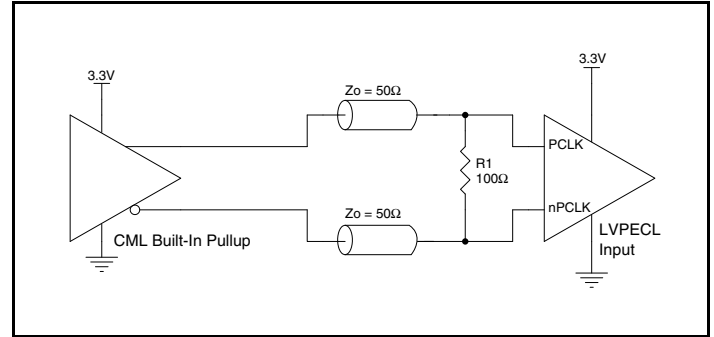 3.3V
3.3V
Zo = 50Ω
PCLK
R1
100Ω
Zo = 50Ω
nPCLK
CML Built-In Pullup
LVPECL
Input